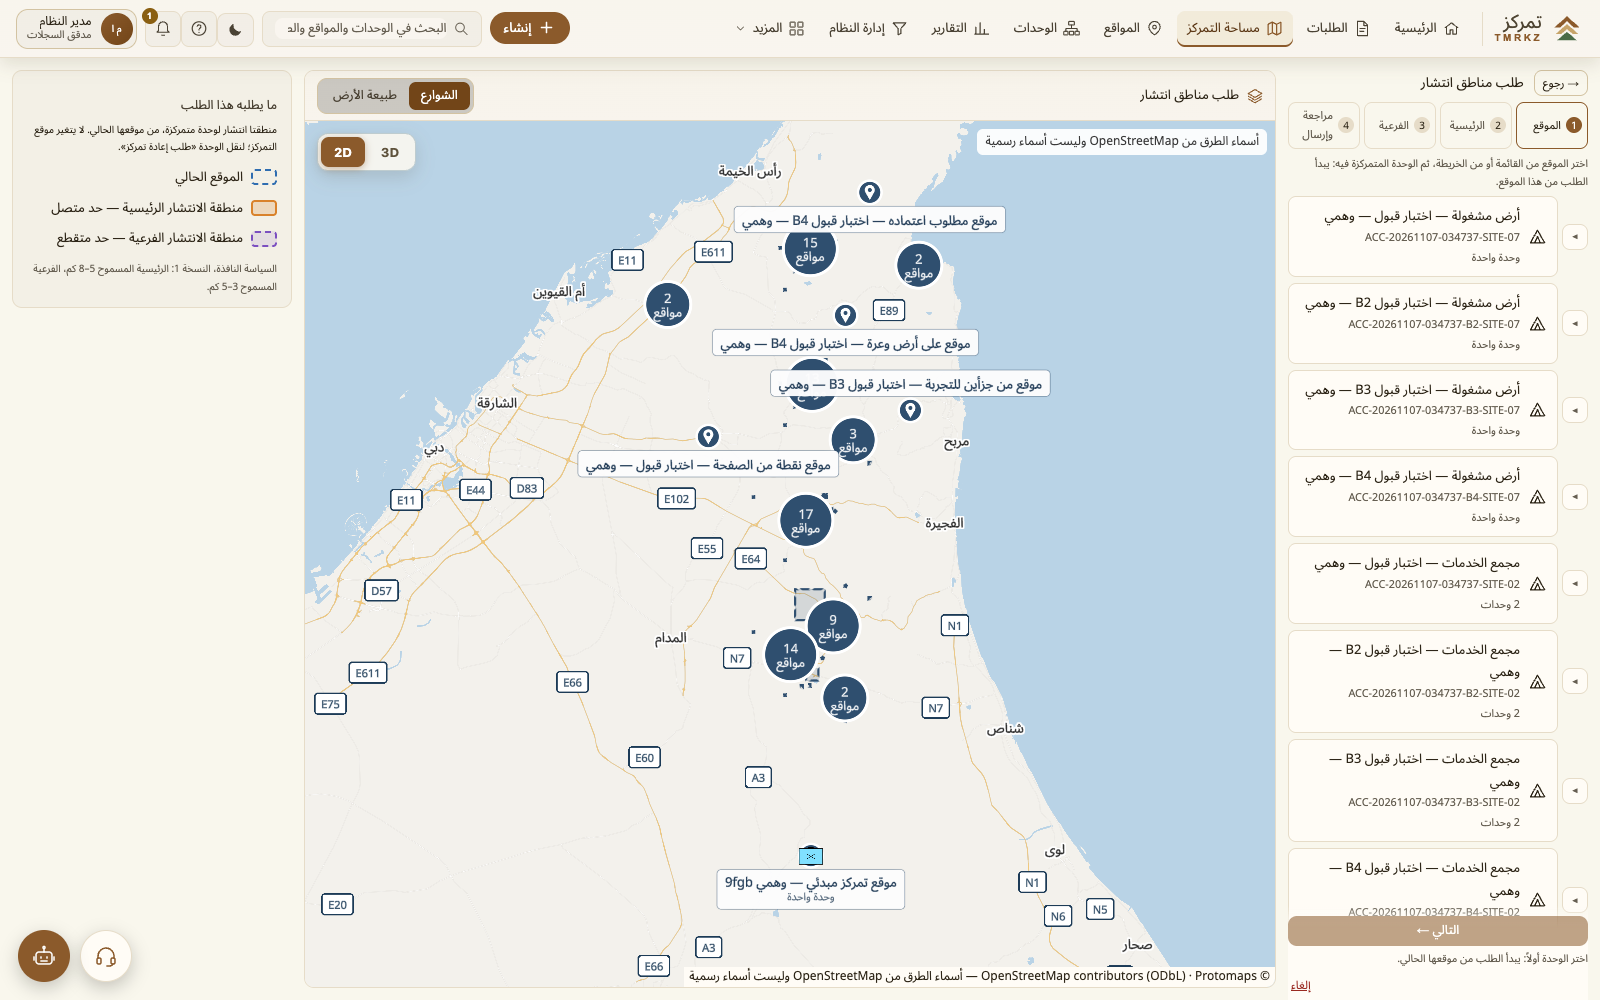 تمركز
TMRKZ
الرئيسية
الطلبات
مساحة التمركز
المواقع
الوحدات
التقارير
إدارة النظام
المزيد
إنشاء
البحث في الوحدات والمواقع والم
1
م ا
مدير النظام
مدقق السجلات
→ رجوع
طلب مناطق انتشار
1 الموقع
2 الرئيسية
3 الفرعية
4 مراجعة وإرسال
اختر الموقع من القائمة أو من الخريطة، ثم الوحدة المتمركزة فيه: يبدأ
الطلب من هذا الموقع.
أرض مشغولة — اختبار قبول — وهمي
ACC-20261107-034737-SITE-07
وحدة واحدة
أرض مشغولة — اختبار قبول B2 — وهمي
ACC-20261107-034737-B2-SITE-07
وحدة واحدة
أرض مشغولة — اختبار قبول B3 — وهمي
ACC-20261107-034737-B3-SITE-07
وحدة واحدة
أرض مشغولة — اختبار قبول B4 — وهمي
ACC-20261107-034737-B4-SITE-07
وحدة واحدة
مجمع الخدمات — اختبار قبول — وهمي
ACC-20261107-034737-SITE-02
2 وحدات
مجمع الخدمات — اختبار قبول B2 —
وهمي
ACC-20261107-034737-B2-SITE-02
2 وحدات
مجمع الخدمات — اختبار قبول B3 —
وهمي
ACC-20261107-034737-B3-SITE-02
2 وحدات
مجمع الخدمات — اختبار قبول B4 —
وهمي
ACC-20261107-034737-B4-SITE-02
التالي ←
اختر الوحدة أولاً: يبدأ الطلب من موقعها الحالي.
إلغاء
طلب مناطق انتشار
الشوارع
طبيعة الأرض
2D
3D
أسماء الطرق من OpenStreetMap وليست أسماء رسمية
رأس الخيمة
موقع مطلوب اعتماده — اختبار قبول B4 — وهمي
15
مواقع
2
مواقع
E611
E11
أم القيوين
2
مواقع
E89
موقع على أرض وعرة — اختبار قبول B4 — وهمي
موقع من جزأين للتجربة — اختبار قبول B3 — وهمي
الشارقة
3
مواقع
مربح
دبي
موقع نقطة من الصفحة — اختبار قبول — وهمي
E11
E44
D83
E102
17
مواقع
الفجيرة
E55
E64
D57
9
مواقع
N1
المدام
14
مواقع
N7
E611
E66
E75
2
مواقع
N7
شناص
E60
A3
لوى
موقع تمركز مبدئي — وهمي 9fgb
وحدة واحدة
N1
E20
N6
N5
A3
صحار
E66
© OpenStreetMap contributors (ODbL) · Protomaps — أسماء الطرق من OpenStreetMap وليست أسماء رسمية
ما يطلبه هذا الطلب
منطقتا انتشار لوحدة متمركزة، من موقعها الحالي. لا يتغير موقع
التمركز؛ لنقل الوحدة «طلب إعادة تمركز».
الموقع الحالي
منطقة الانتشار الرئيسية — حد متصل
منطقة الانتشار الفرعية — حد متقطع
السياسة النافذة، النسخة 1: الرئيسية المسموح 5–8 كم، الفرعية
المسموح 3–5 كم.